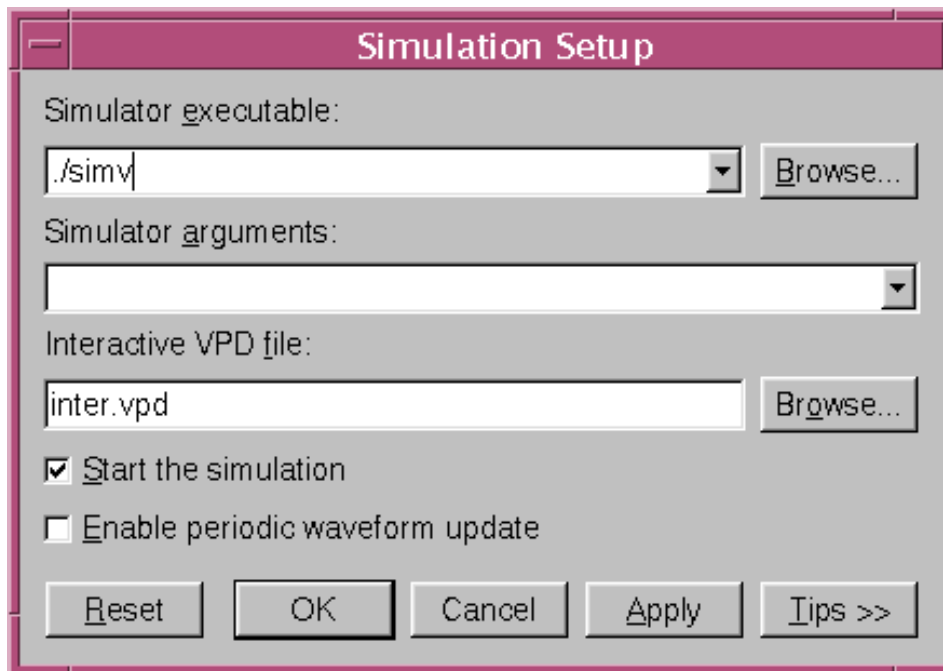 Simulation Setup
Simulator executable:
./simv
Browse...
Simulator arguments:
Interactive VPD file:
inter.vpd
Browse...
Start the simulation
Enable periodic waveform update
Reset OK Cancel Apply Tips >>